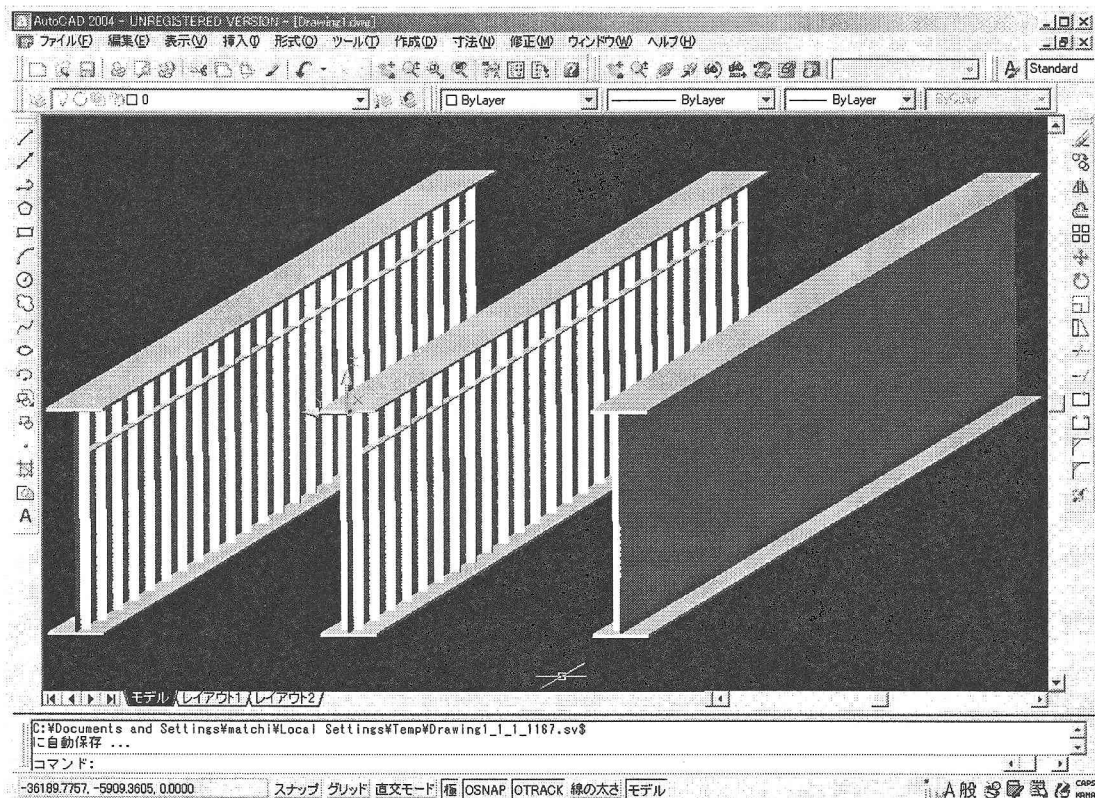 AutoCAD 2004 - UNREGISTERED VERSION - [Drawing1.dwg]
ファイル(F) 編集(E) 表示(V) 挿入(I) 形式(O) ツール(T) 作成(D) 寸法(N) 修正(M) ウィンドウ(W) ヘルプ(H)
Standard
0 ByLayer ByLayer ByLayer ByColor
モデル レイアウト1 レイアウト2
C:¥Documents and Settings¥matchi¥Local Settings¥Temp¥Drawing1_1_1_1167.sv$
に自動保存 ...
コマンド:
-36189.7757, -5909.3605, 0.0000 スナップ グリッド 直交モード 極 OSNAP OTRACK 線の太さ モデル
A 般 CAPS
KANA